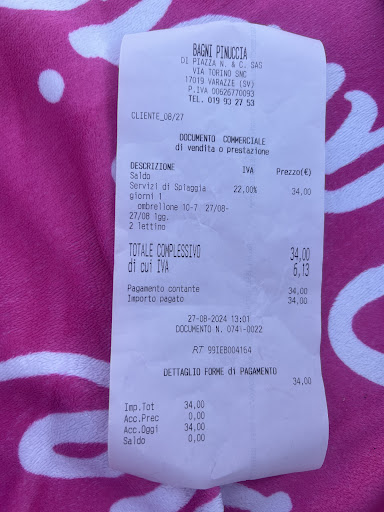 BAGNI PINUCCIA
DI PIAZZA N. & C. SAS
VIA TORINO SNC
17019 VARAZZE (SV)
P.IVA 00626770093
TEL. 019 93 27 53
CLIENTE_08/27
DOCUMENTO COMMERCIALE
di vendita o prestazione
DESCRIZIONE IVA Prezzo(€)
Saldo
Servizi di Spiaggia 22,00% 34,00
giorni 1
ombrellone 10-7 27/08-
27/08 1gg.
2 lettino
TOTALE COMPLESSIVO 34,00
di cui IVA 6,13
Pagamento contante 34,00
Importo pagato 34,00
27-08-2024 13:01
DOCUMENTO N. 0741-0022
RT 99IEB004164
DETTAGLIO FORME di PAGAMENTO
34,00
Imp.Tot 34,00
Acc.Prec 0,00
Acc.Oggi 34,00
Saldo 0,00